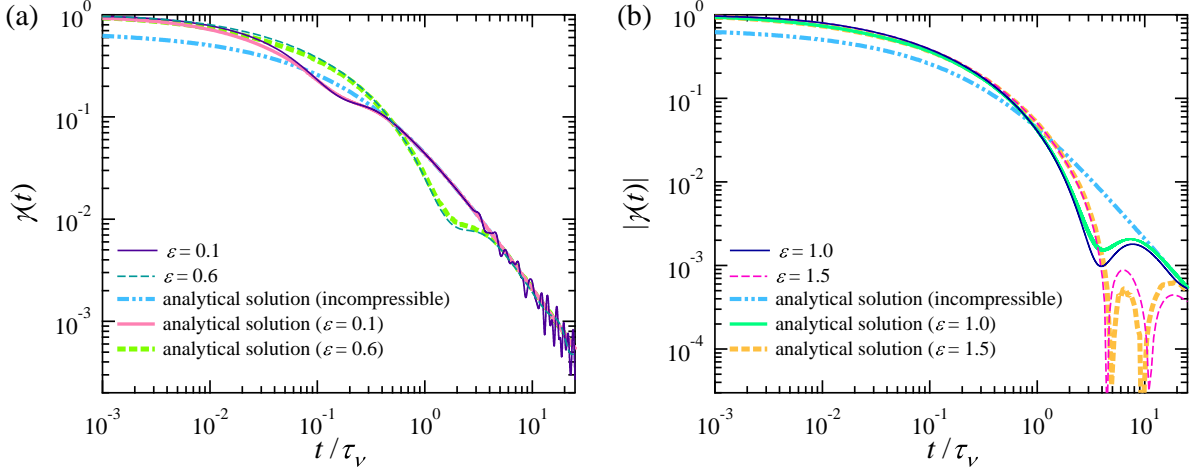 (a)
10^0
10^-1
10^-2
10^-3
γ(t)
ε = 0.1
ε = 0.6
analytical solution (incompressible)
analytical solution (ε = 0.1)
analytical solution (ε = 0.6)
10^-3 10^-2 10^-1 10^0 10^1
t / τ_ν
(b)
10^0
10^-1
10^-2
10^-3
10^-4
|γ(t)|
ε = 1.0
ε = 1.5
analytical solution (incompressible)
analytical solution (ε = 1.0)
analytical solution (ε = 1.5)
10^-3 10^-2 10^-1 10^0 10^1
t / τ_ν